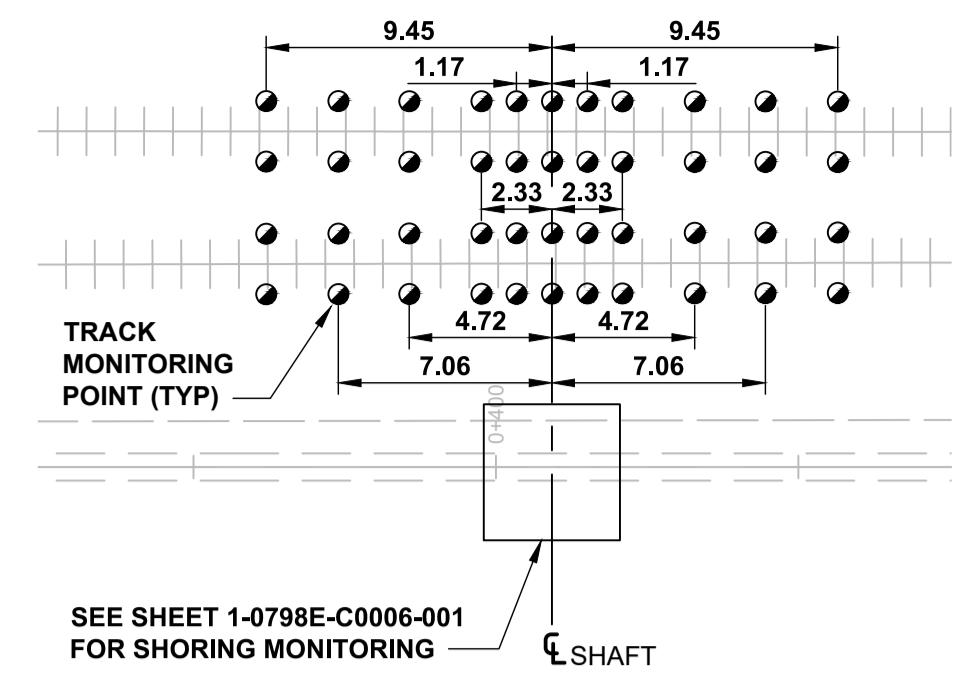 9.45 9.45
1.17 1.17
2.33 2.33
4.72 4.72
7.06 7.06
TRACK
MONITORING
POINT (TYP)
0+400
SEE SHEET 1-0798E-C0006-001
FOR SHORING MONITORING
℄ SHAFT